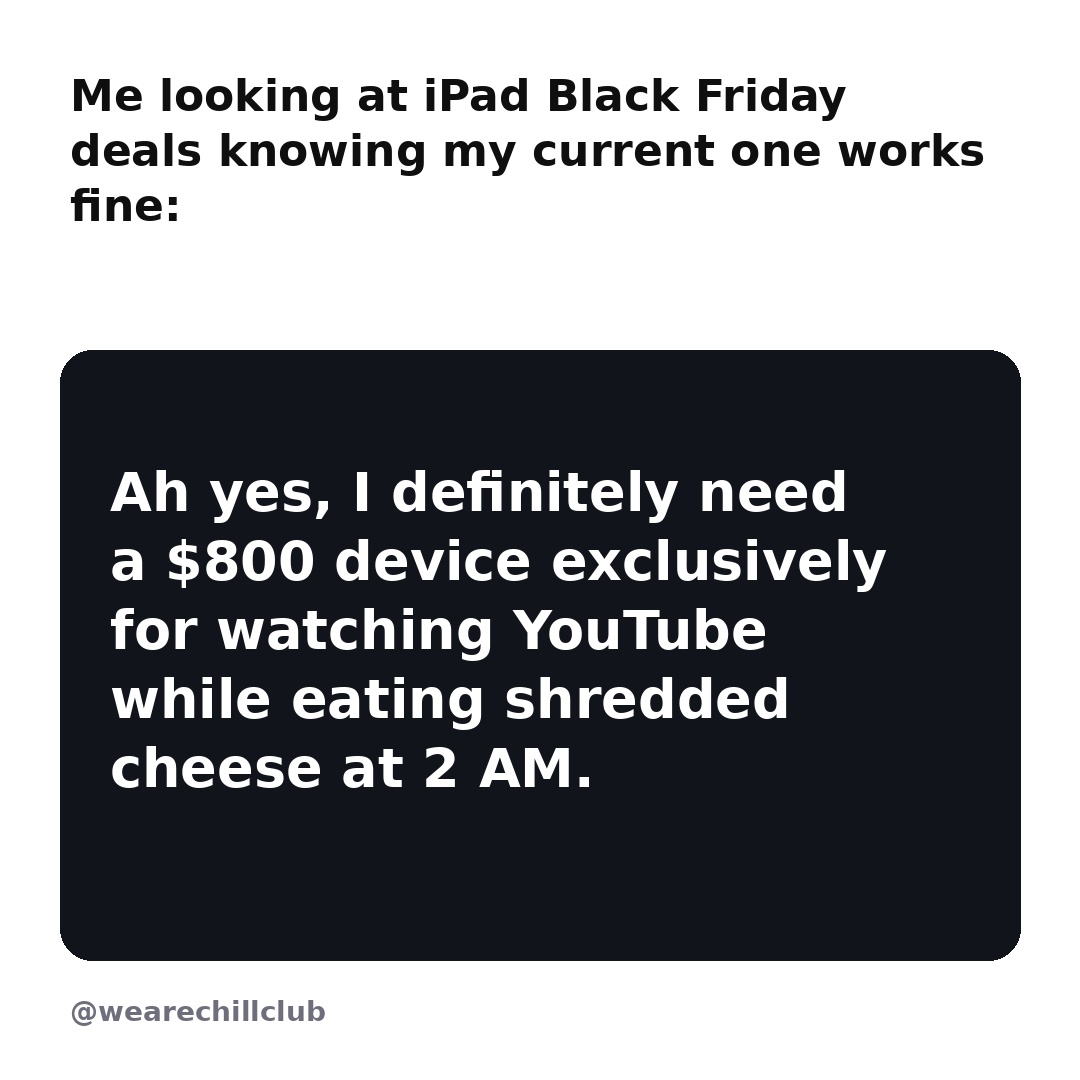 Me looking at iPad Black Friday
deals knowing my current one works
fine:
Ah yes, I definitely need
a $800 device exclusively
for watching YouTube
while eating shredded
cheese at 2 AM.
@wearechillclub